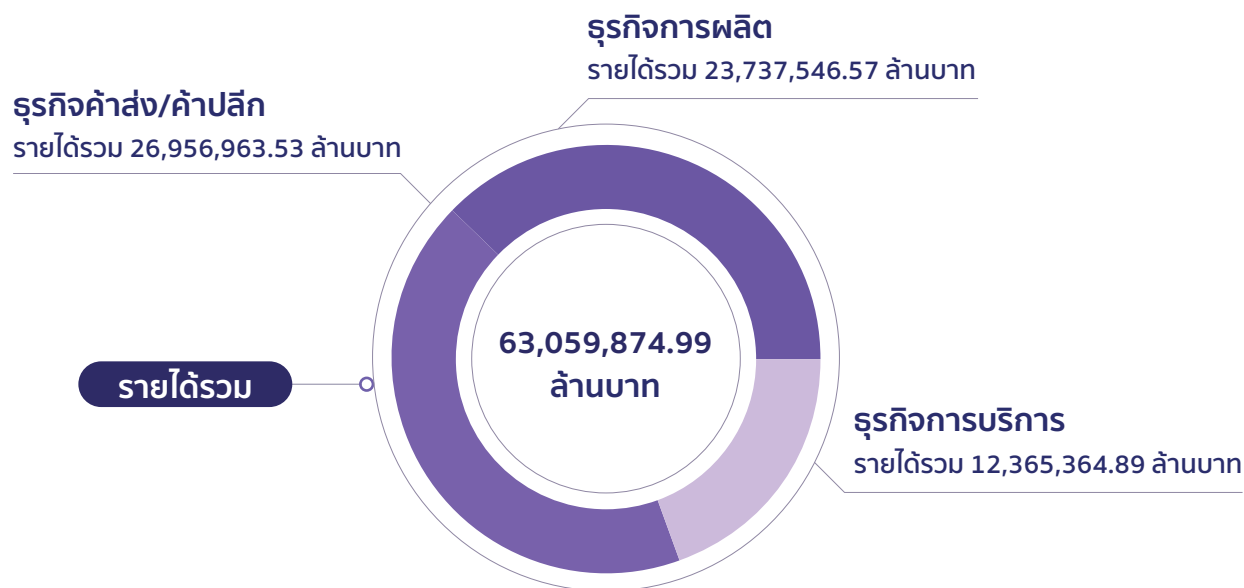 ธุรกิจการผลิต
รายได้รวม 23,737,546.57 ล้านบาท
ธุรกิจค้าส่ง/ค้าปลีก
รายได้รวม 26,956,963.53 ล้านบาท
63,059,874.99
ล้านบาท
รายได้รวม
ธุรกิจการบริการ
รายได้รวม 12,365,364.89 ล้านบาท